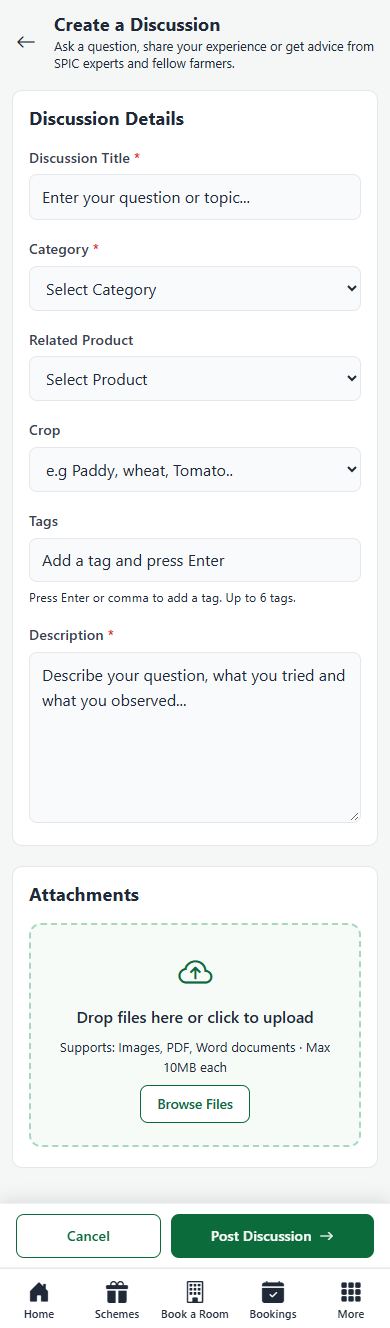 Create a Discussion
Ask a question, share your experience or get advice from
SPIC experts and fellow farmers.
Discussion Details
Discussion Title *
Enter your question or topic...
Category *
Select Category
Related Product
Select Product
Crop
e.g Paddy, wheat, Tomato..
Tags
Add a tag and press Enter
Press Enter or comma to add a tag. Up to 6 tags.
Description *
Describe your question, what you tried and
what you observed...
Attachments
Drop files here or click to upload
Supports: Images, PDF, Word documents · Max
10MB each
Browse Files
Cancel
Post Discussion →
Home
Schemes
Book a Room
Bookings
More